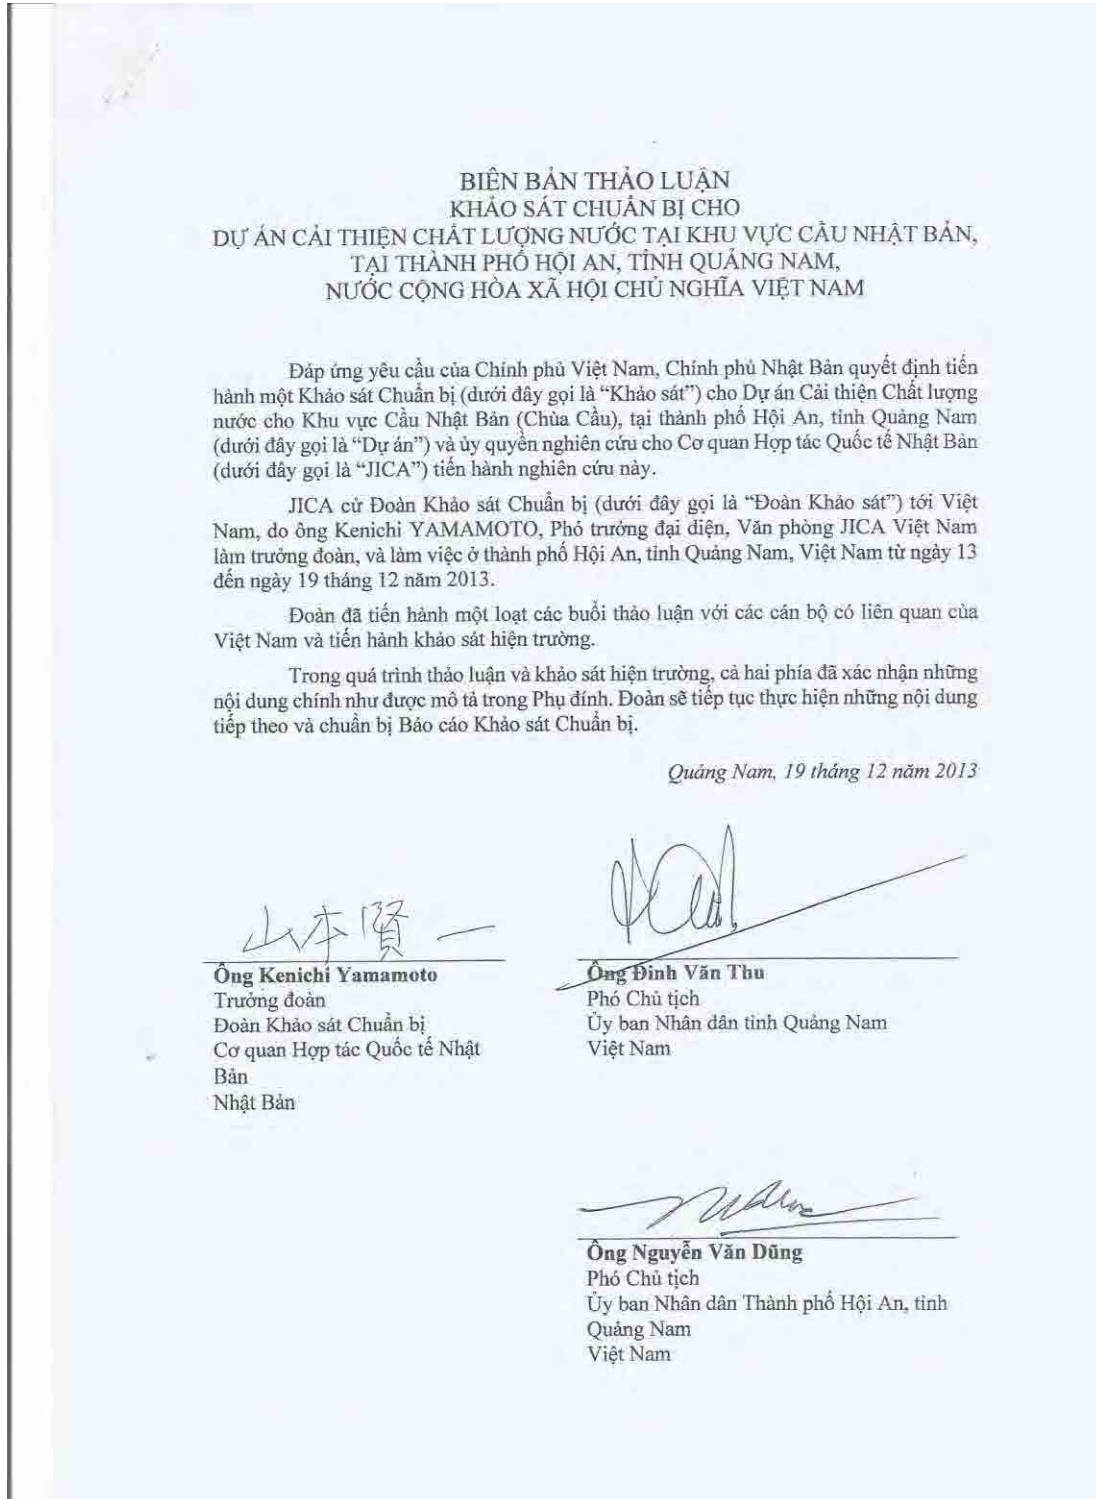 BIÊN BẢN THẢO LUẬN
KHẢO SÁT CHUẨN BỊ CHO
DỰ ÁN CẢI THIỆN CHẤT LƯỢNG NƯỚC TẠI KHU VỰC CẦU NHẬT BẢN,
TẠI THÀNH PHỐ HỘI AN, TỈNH QUẢNG NAM,
NƯỚC CỘNG HÒA XÃ HỘI CHỦ NGHĨA VIỆT NAM
Đáp ứng yêu cầu của Chính phủ Việt Nam, Chính phủ Nhật Bản quyết định tiến
hành một Khảo sát Chuẩn bị (dưới đây gọi là “Khảo sát”) cho Dự án Cải thiện Chất lượng
nước cho Khu vực Cầu Nhật Bản (Chùa Cầu), tại thành phố Hội An, tỉnh Quảng Nam
(dưới đây gọi là “Dự án”) và ủy quyền nghiên cứu cho Cơ quan Hợp tác Quốc tế Nhật Bản
(dưới đây gọi là “JICA”) tiến hành nghiên cứu này.
JICA cử Đoàn Khảo sát Chuẩn bị (dưới đây gọi là “Đoàn Khảo sát”) tới Việt
Nam, do ông Kenichi YAMAMOTO, Phó trưởng đại diện, Văn phòng JICA Việt Nam
làm trưởng đoàn, và làm việc ở thành phố Hội An, tỉnh Quảng Nam, Việt Nam từ ngày 13
đến ngày 19 tháng 12 năm 2013.
Đoàn đã tiến hành một loạt các buổi thảo luận với các cán bộ có liên quan của
Việt Nam và tiến hành khảo sát hiện trường.
Trong quá trình thảo luận và khảo sát hiện trường, cả hai phía đã xác nhận những
nội dung chính như được mô tả trong Phụ đính. Đoàn sẽ tiếp tục thực hiện những nội dung
tiếp theo và chuẩn bị Báo cáo Khảo sát Chuẩn bị.
Quảng Nam, 19 tháng 12 năm 2013
山本賢一
Ông Kenichi Yamamoto
Trưởng đoàn
Đoàn Khảo sát Chuẩn bị
Cơ quan Hợp tác Quốc tế Nhật
Bản
Nhật Bản
Ông Đinh Văn Thu
Phó Chủ tịch
Ủy ban Nhân dân tỉnh Quảng Nam
Việt Nam
Ông Nguyễn Văn Dũng
Phó Chủ tịch
Ủy ban Nhân dân Thành phố Hội An, tỉnh
Quảng Nam
Việt Nam